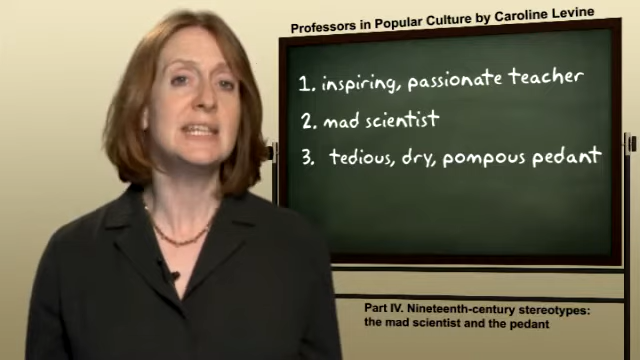 Professors in Popular Culture by Caroline Levine
1. inspiring, passionate teacher
2. mad scientist
3. tedious, dry, pompous pedant
Part IV. Nineteenth-century stereotypes:
the mad scientist and the pedant